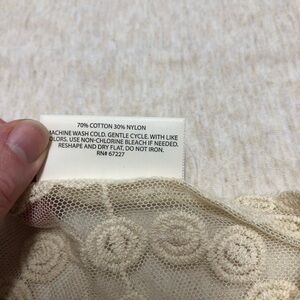 70% COTTON 30% NYLON
MACHINE WASH COLD. GENTLE CYCLE. WITH LIKE
COLORS. USE NON-CHLORINE BLEACH IF NEEDED.
RESHAPE AND DRY FLAT. DO NOT IRON.
RN# 67227